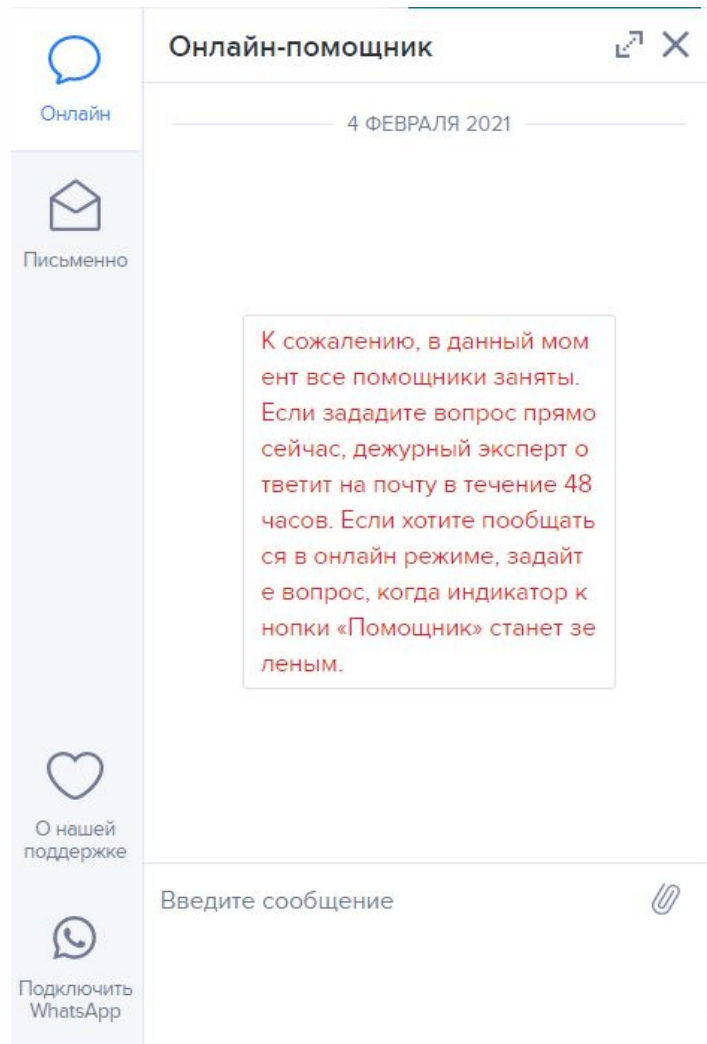 Онлайн-помощник
Онлайн
4 ФЕВРАЛЯ 2021
Письменно
К сожалению, в данный мом
ент все помощники заняты.
Если зададите вопрос прямо
сейчас, дежурный эксперт о
тветит на почту в течение 48
часов. Если хотите пообщать
ся в онлайн режиме, задайт
е вопрос, когда индикатор к
нопки «Помощник» станет зе
леным.
О нашей
поддержке
Введите сообщение
Подключить
WhatsApp